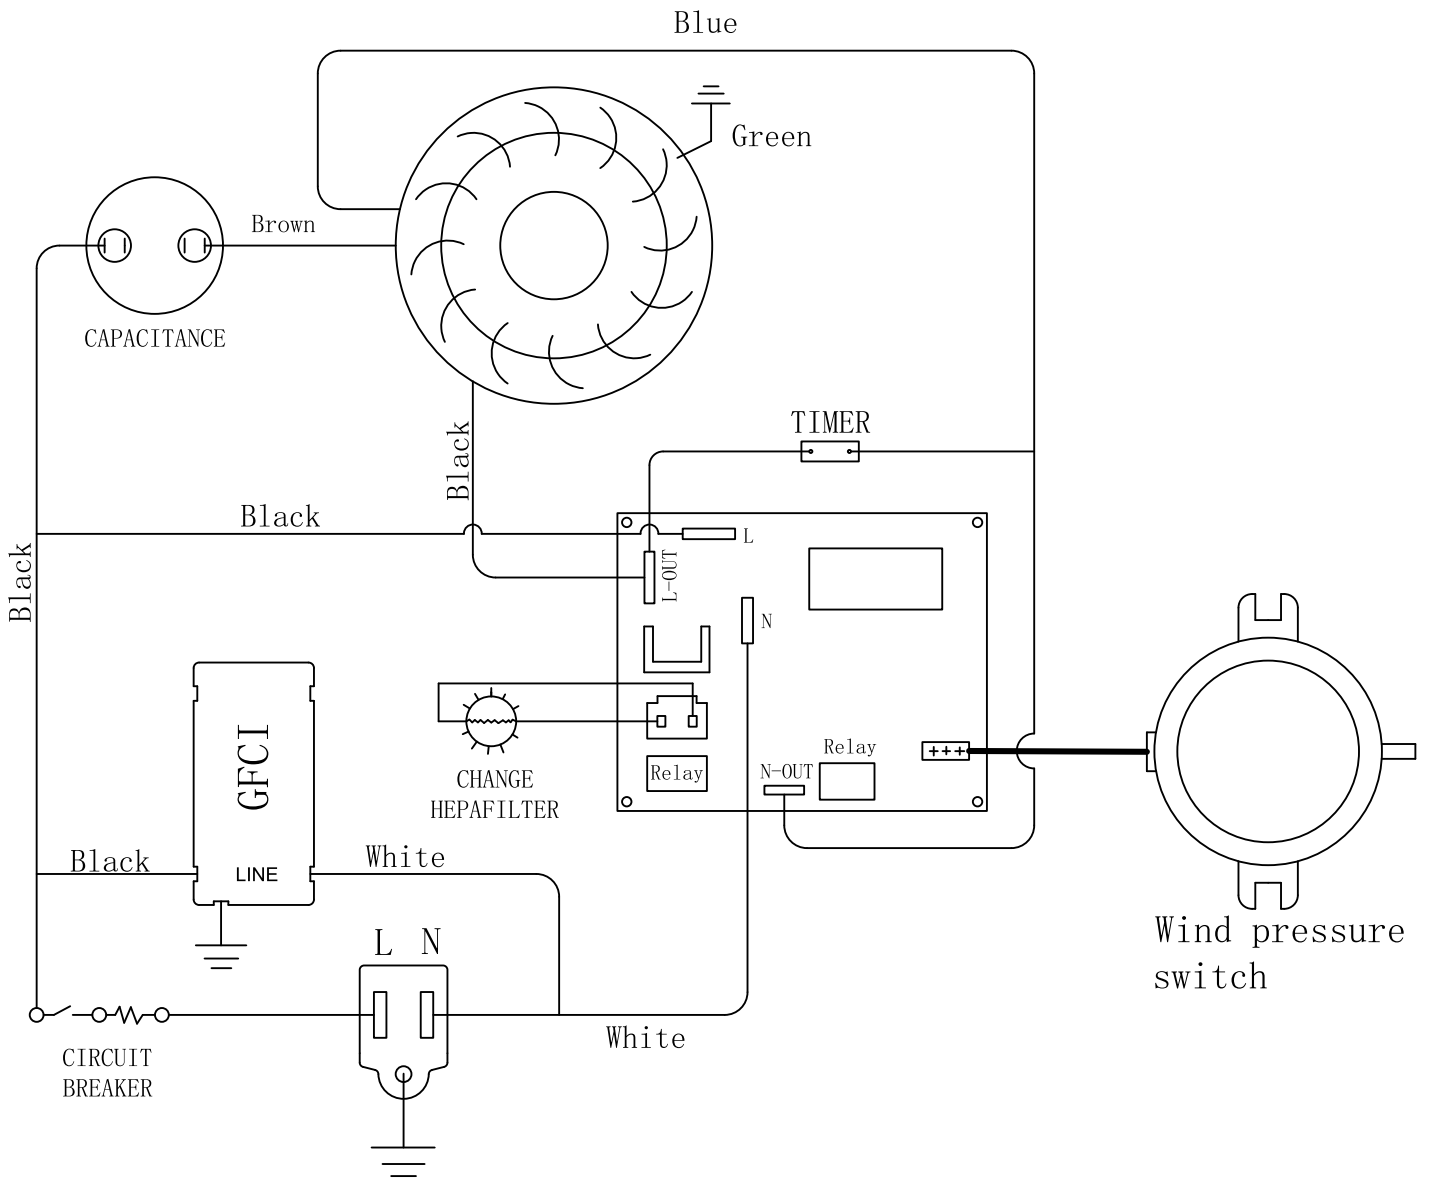 Blue
Green
Brown
CAPACITANCE
TIMER
Black
Black
L
Black
L-OUT
N
GFCI
Relay
CHANGE
HEPAFILTER
Relay
N-OUT
Black
LINE
White
Wind pressure
switch
L N
White
CIRCUIT
BREAKER